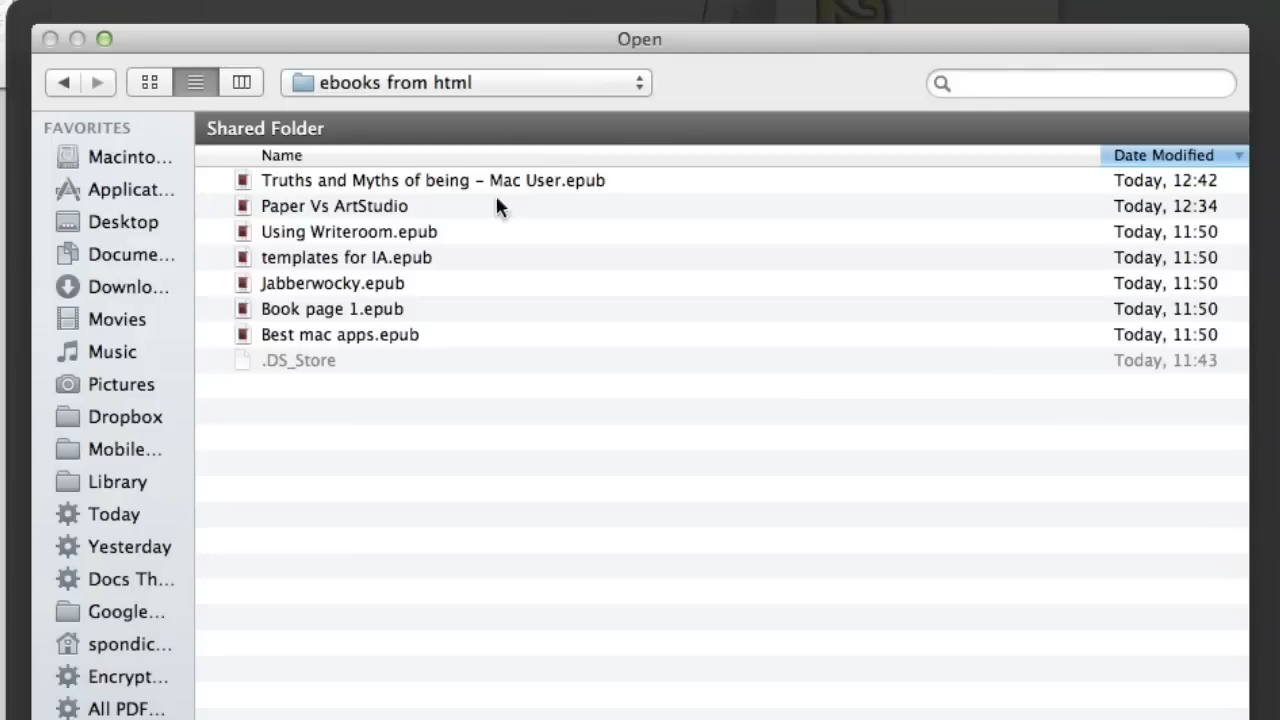 Open
ebooks from html
FAVORITES
Shared Folder
Name
Date Modified
Macinto...
Applicat...
Desktop
Docume...
Downlo...
Movies
Music
Pictures
Dropbox
Mobile...
Library
Today
Yesterday
Docs Th...
Google...
spondic...
Encrypt...
All PDF...
Truths and Myths of being – Mac User.epub Today, 12:42
Paper Vs ArtStudio Today, 12:34
Using Writeroom.epub Today, 11:50
templates for IA.epub Today, 11:50
Jabberwocky.epub Today, 11:50
Book page 1.epub Today, 11:50
Best mac apps.epub Today, 11:50
.DS_Store Today, 11:43